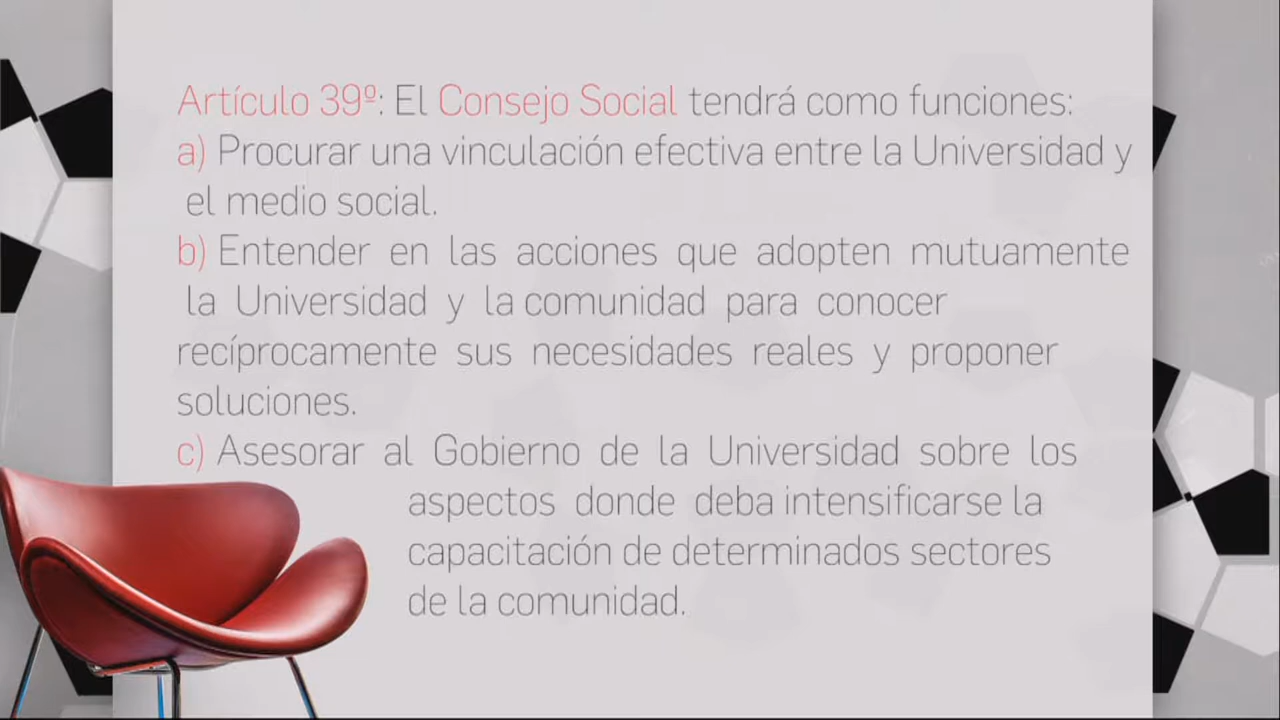 Artículo 39º: El Consejo Social tendrá como funciones:
a) Procurar una vinculación efectiva entre la Universidad y
el medio social.
b) Entender en las acciones que adopten mutuamente
la Universidad y la comunidad para conocer
recíprocamente sus necesidades reales y proponer
soluciones.
c) Asesorar al Gobierno de la Universidad sobre los
aspectos donde deba intensificarse la
capacitación de determinados sectores
de la comunidad.